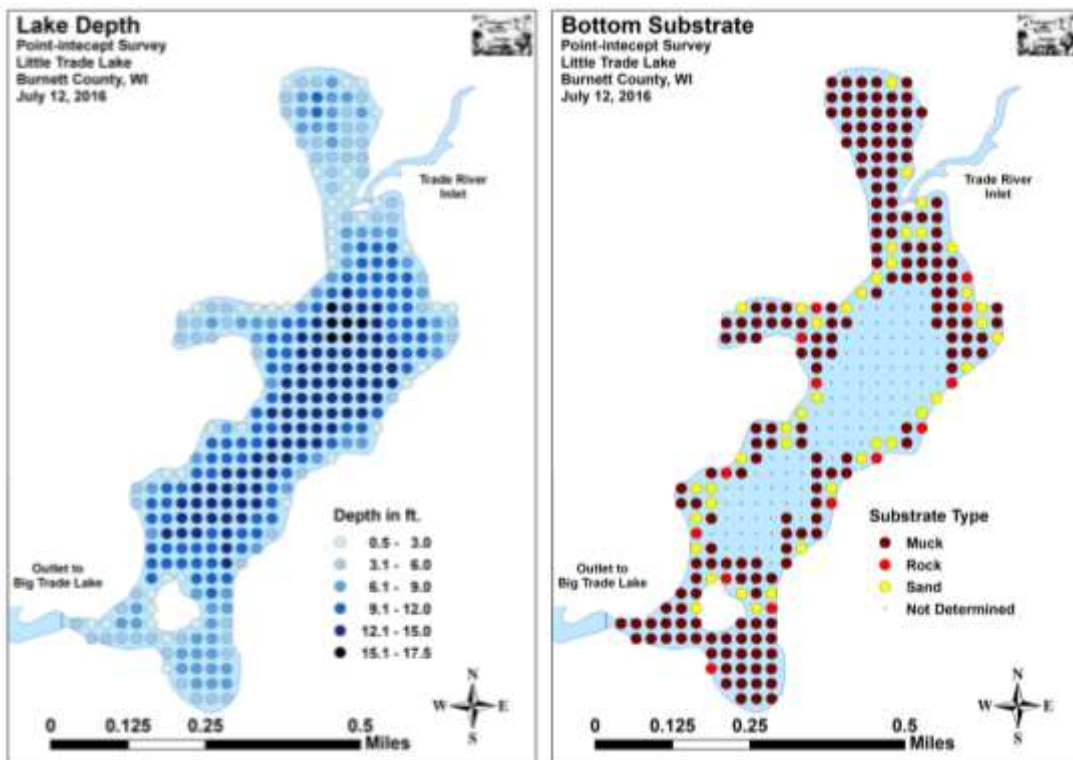 Lake Depth
Point-intecept Survey
Little Trade Lake
Burnett County, WI
July 12, 2016
Trade River
Inlet
Depth in ft.
0.5 - 3.0
3.1 - 6.0
6.1 - 9.0
9.1 - 12.0
12.1 - 15.0
15.1 - 17.5
Outlet to
Big Trade Lake
N
W E
S
0 0.125 0.25 0.5
Miles
Bottom Substrate
Point-intecept Survey
Little Trade Lake
Burnett County, WI
July 12, 2016
Trade River
Inlet
Substrate Type
Muck
Rock
Sand
Not Determined
Outlet to
Big Trade Lake
N
W E
S
0 0.125 0.25 0.5
Miles